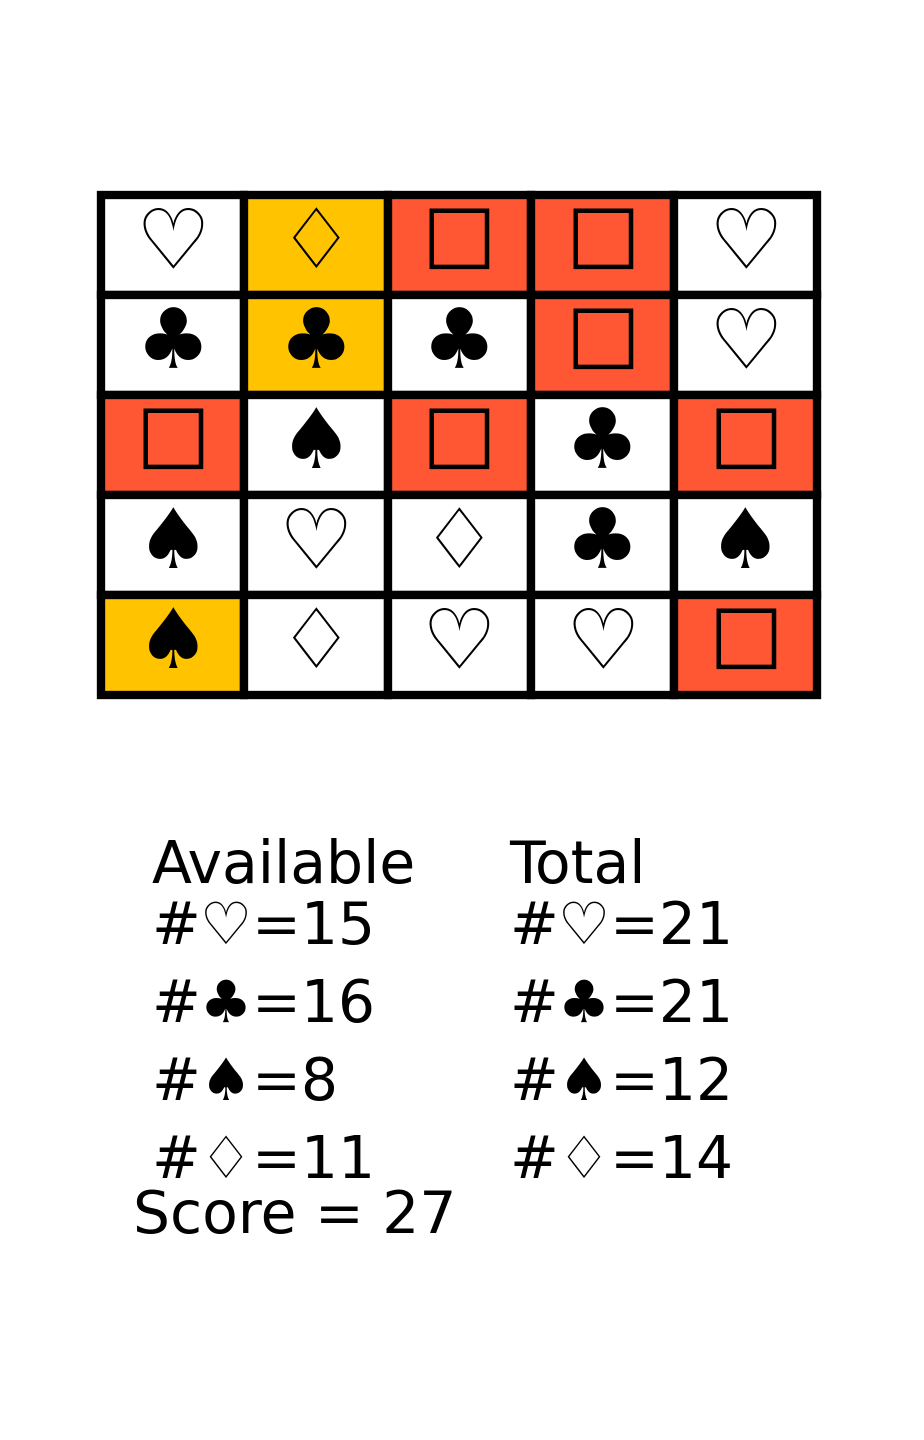 ♡ ♢ □ □ ♡
♣ ♣ ♣ □ ♡
□ ♠ □ ♣ □
♠ ♡ ♢ ♣ ♠
♠ ♢ ♡ ♡ □
Available Total
#♡=15 #♡=21
#♣=16 #♣=21
#♠=8 #♠=12
#♢=11 #♢=14
Score = 27